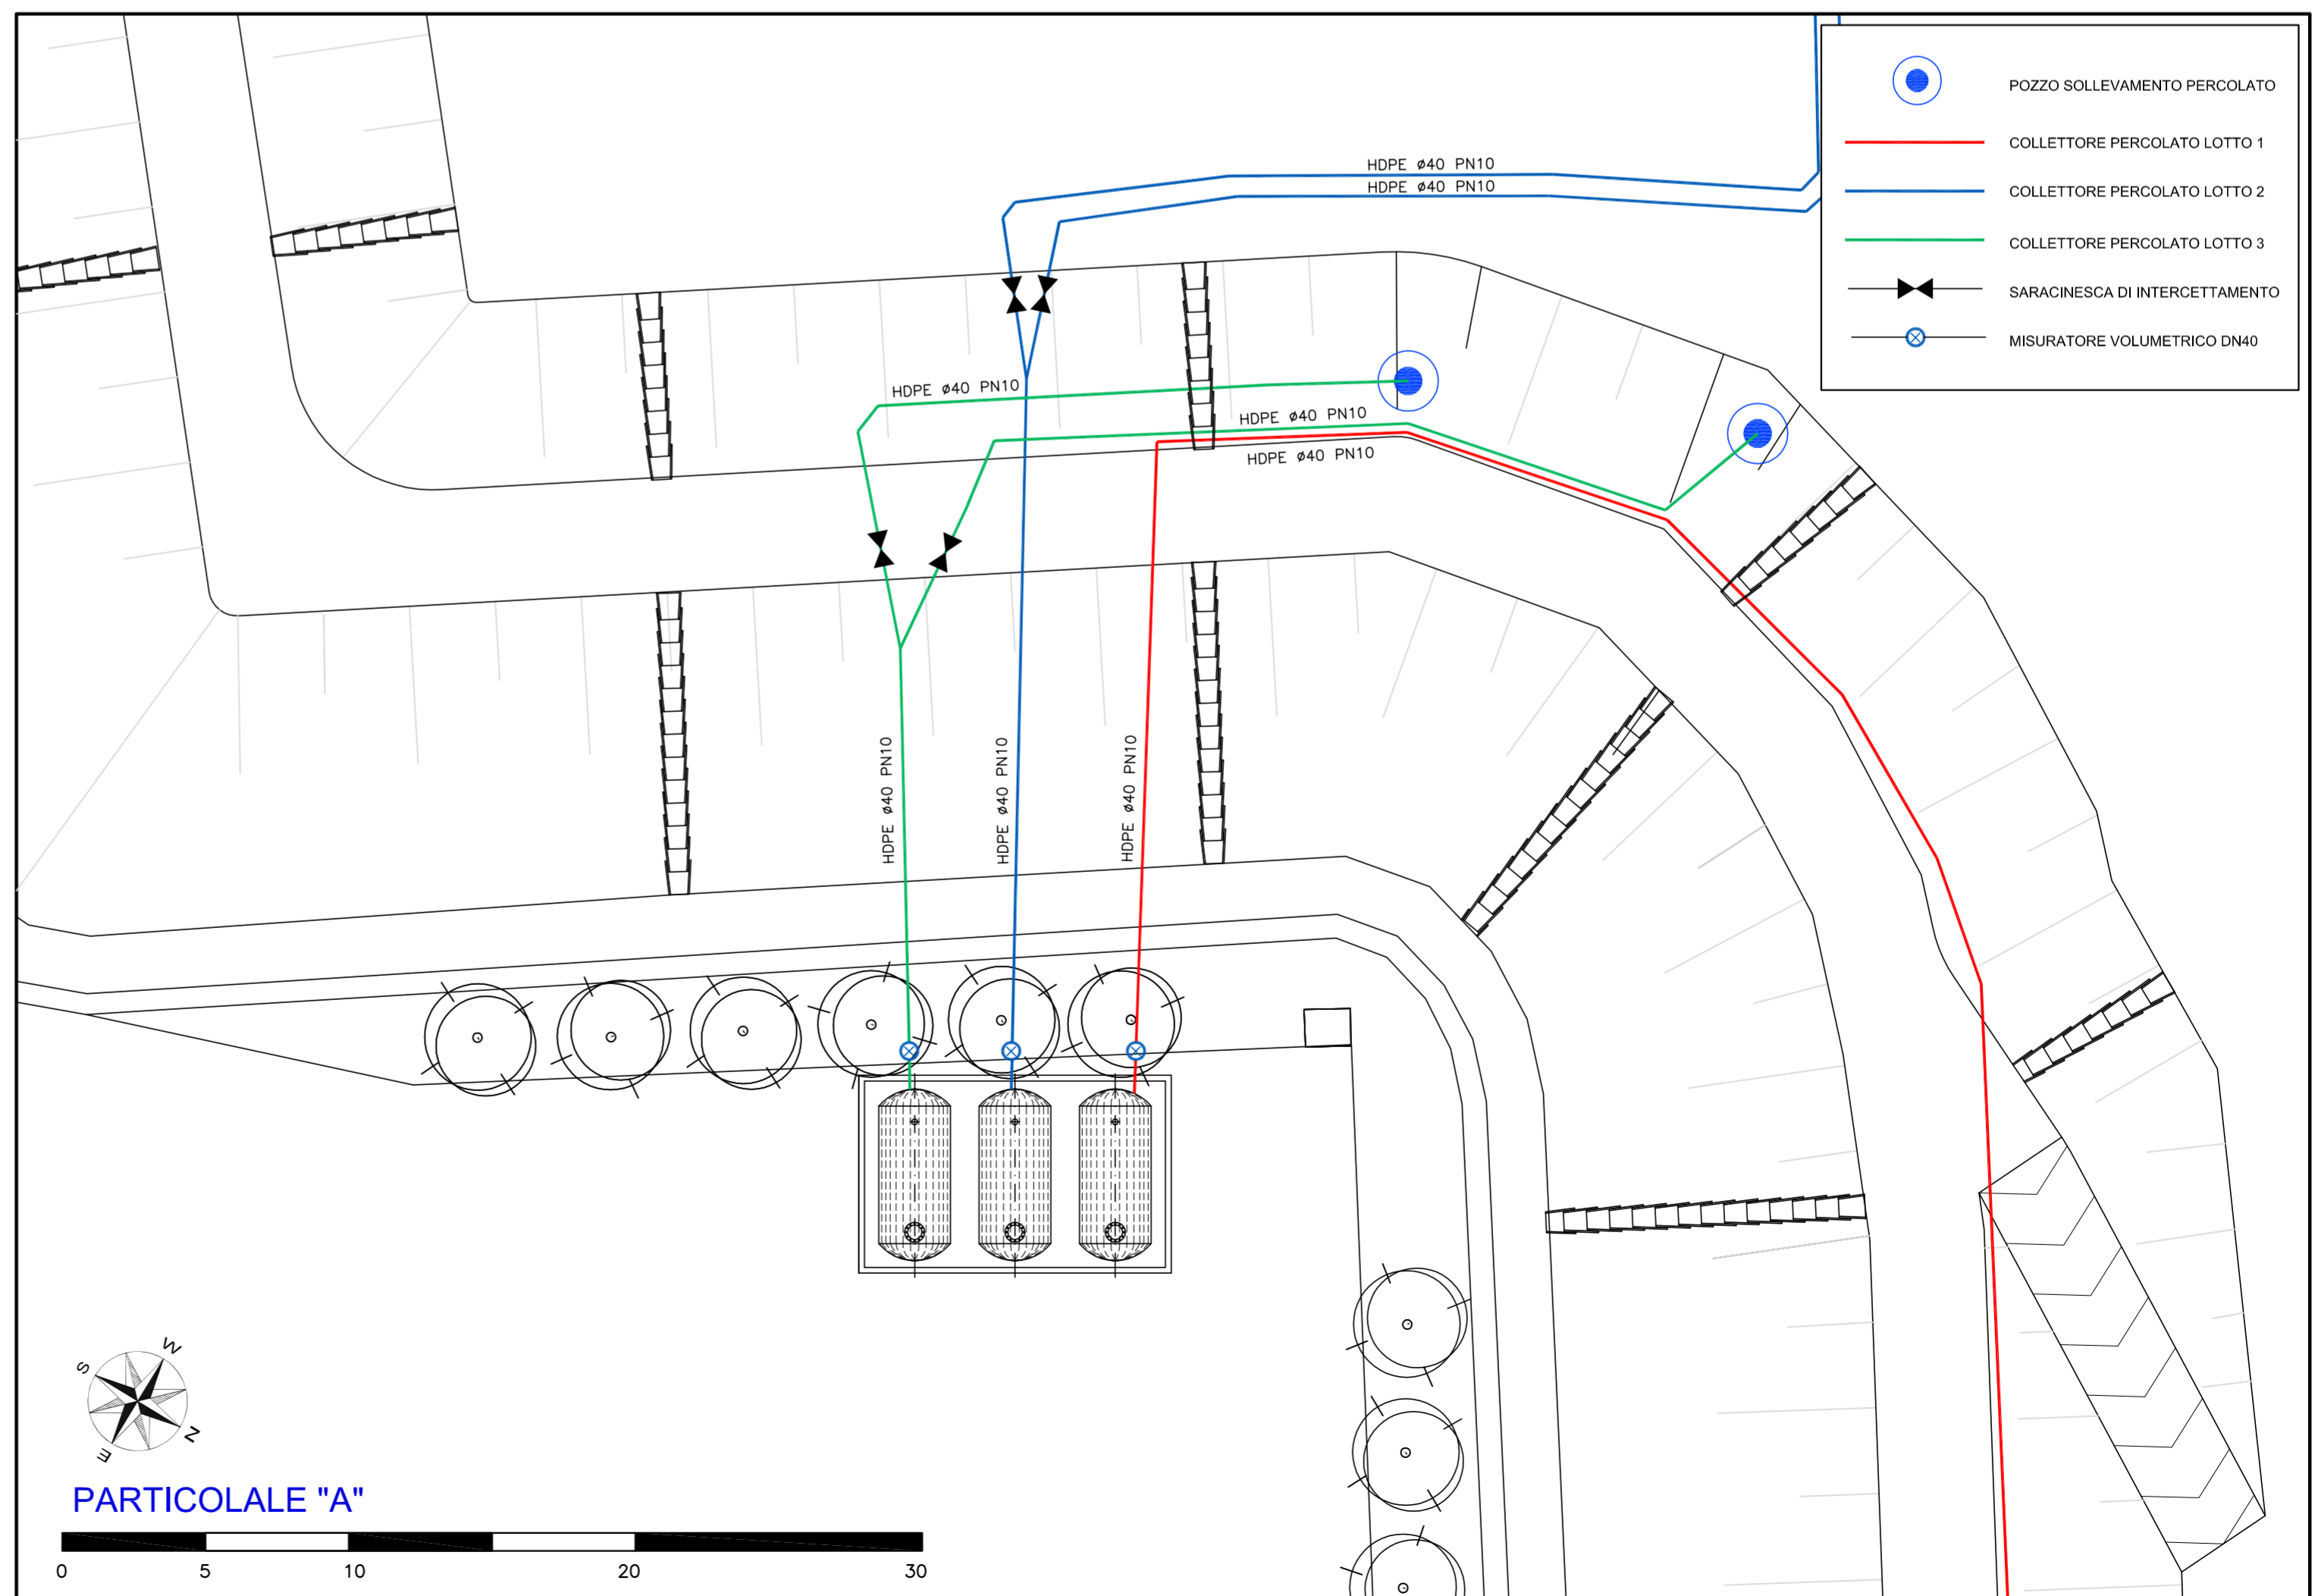 POZZO SOLLEVAMENTO PERCOLATO
COLLETTORE PERCOLATO LOTTO 1
COLLETTORE PERCOLATO LOTTO 2
COLLETTORE PERCOLATO LOTTO 3
SARACINESCA DI INTERCETTAMENTO
MISURATORE VOLUMETRICO DN40
HDPE ø40 PN10
HDPE ø40 PN10
HDPE ø40 PN10
HDPE ø40 PN10
HDPE ø40 PN10
HDPE ø40 PN10
HDPE ø40 PN10
HDPE ø40 PN10
S
W
E
N
PARTICOLALE "A"
0 5 10 20 30